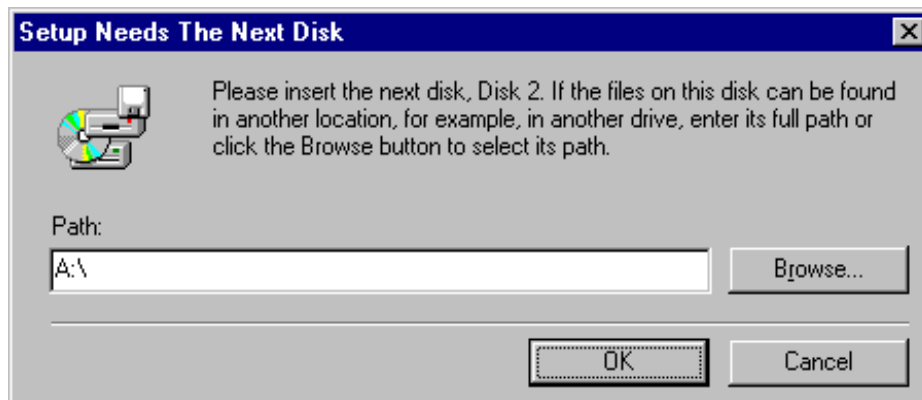 Setup Needs The Next Disk
Please insert the next disk, Disk 2. If the files on this disk can be found
in another location, for example, in another drive, enter its full path or
click the Browse button to select its path.
Path:
A:\
Browse...
OK
Cancel